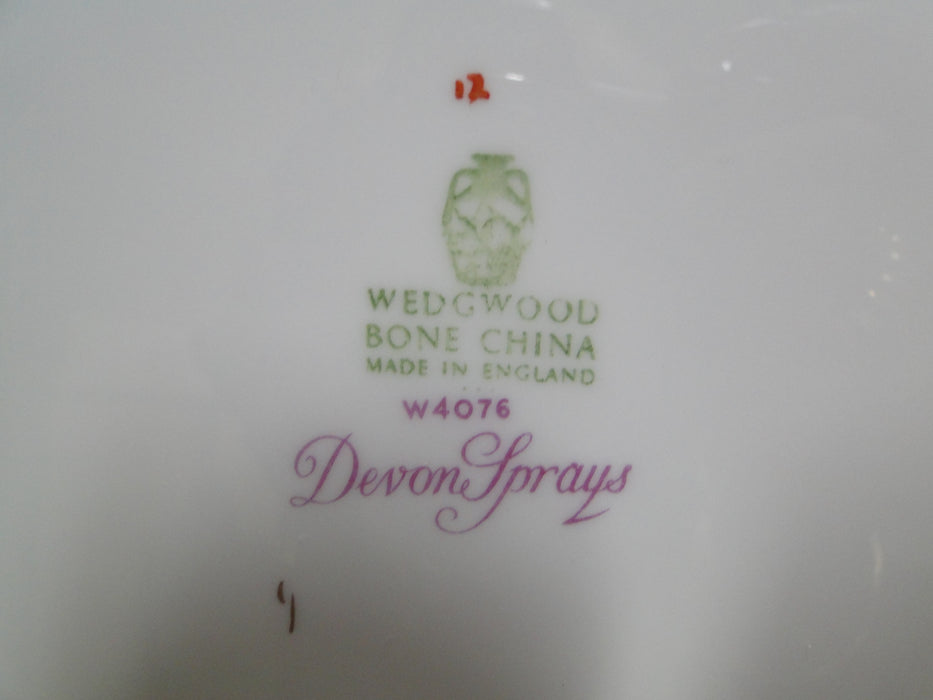 12
WEDGWOOD
BONE CHINA
MADE IN ENGLAND
W4076
Devon Sprays